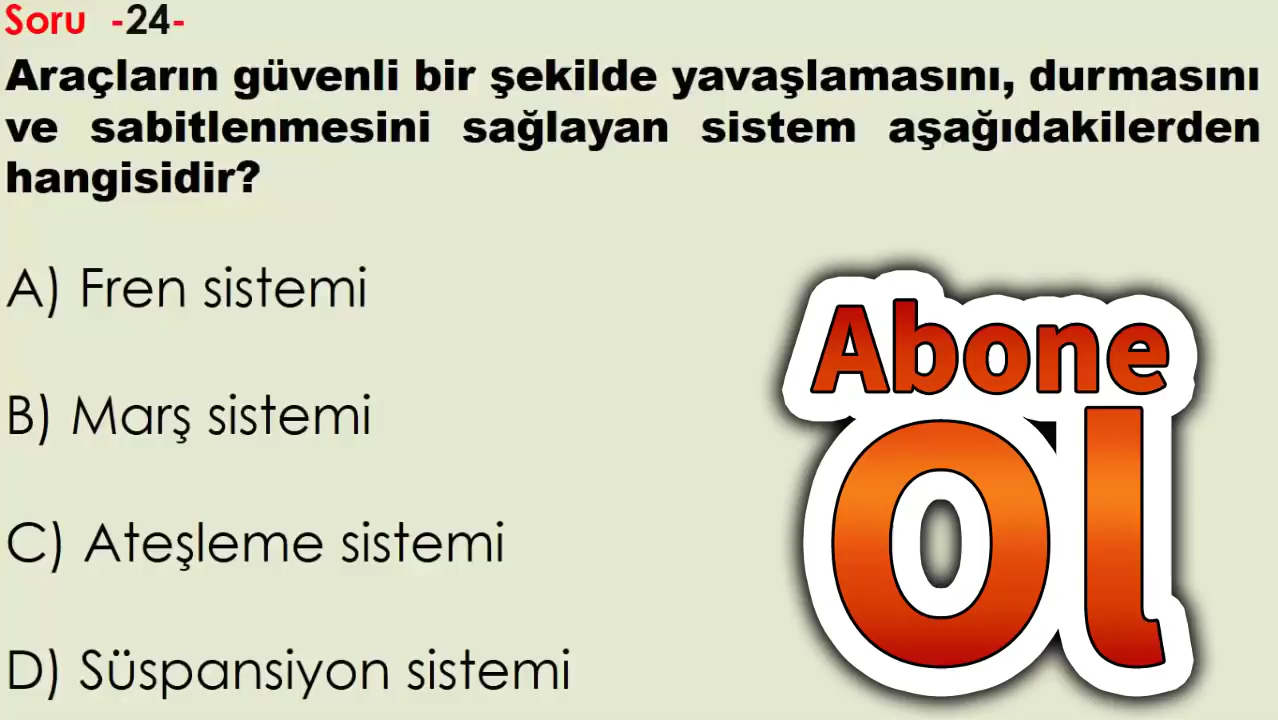 Soru -24-
Araçların güvenli bir şekilde yavaşlamasını, durmasını
ve sabitlenmesini sağlayan sistem aşağıdakilerden
hangisidir?
A) Fren sistemi
B) Marş sistemi
C) Ateşleme sistemi
D) Süspansiyon sistemi
Abone
Ol